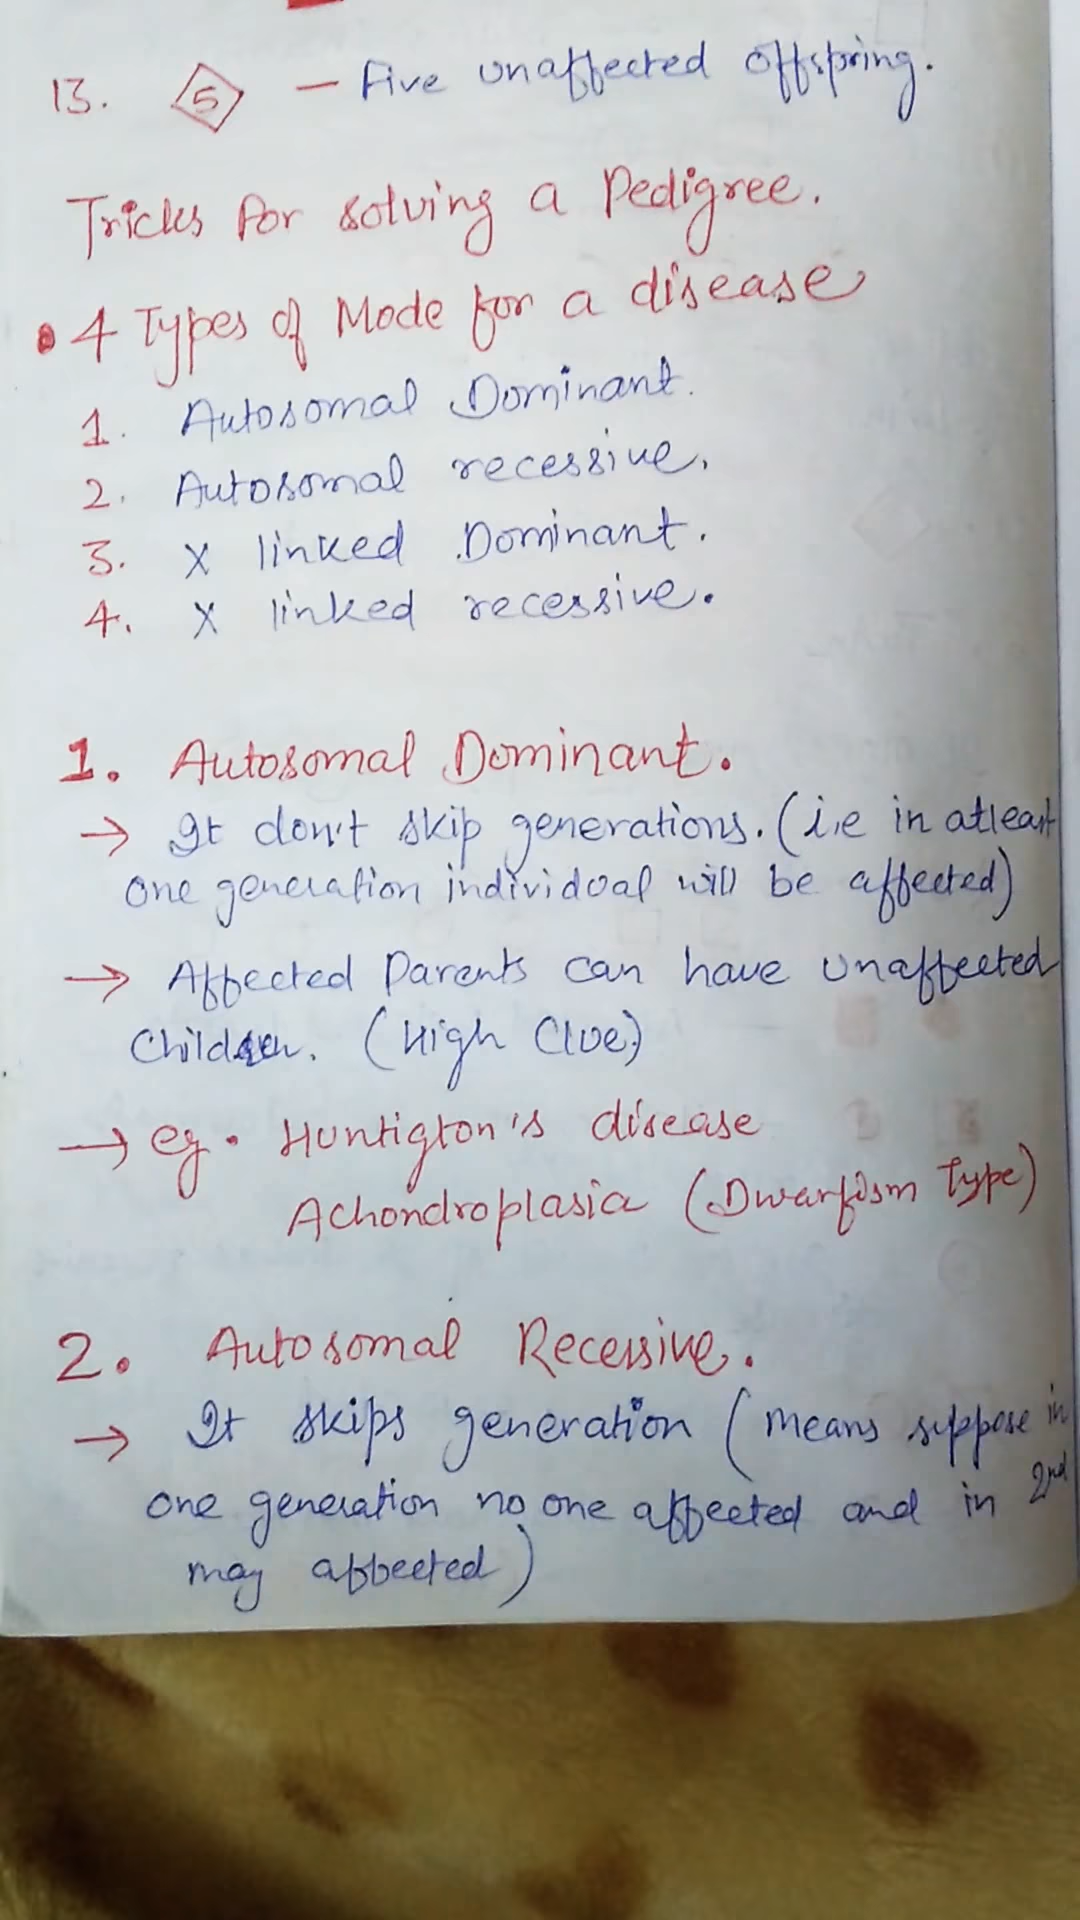 13. 5 - Five unaffected offspring.
Tricks for solving a Pedigree.
• 4 Types of Mode for a disease
1. Autosomal Dominant.
2. Autosomal recessive.
3. X linked Dominant.
4. X linked recessive.
1. Autosomal Dominant.
→ It don't skip generations. (i.e in atleast
one generation individual will be affected)
→ Affected Parents can have unaffected
children. (High Clue)
→ eg. Huntigton's disease
Achondroplasia (Dwarfism Type)
2. Autosomal Recessive.
→ It skips generation (means suppose in
one generation no one affected and in 2nd
may affected)